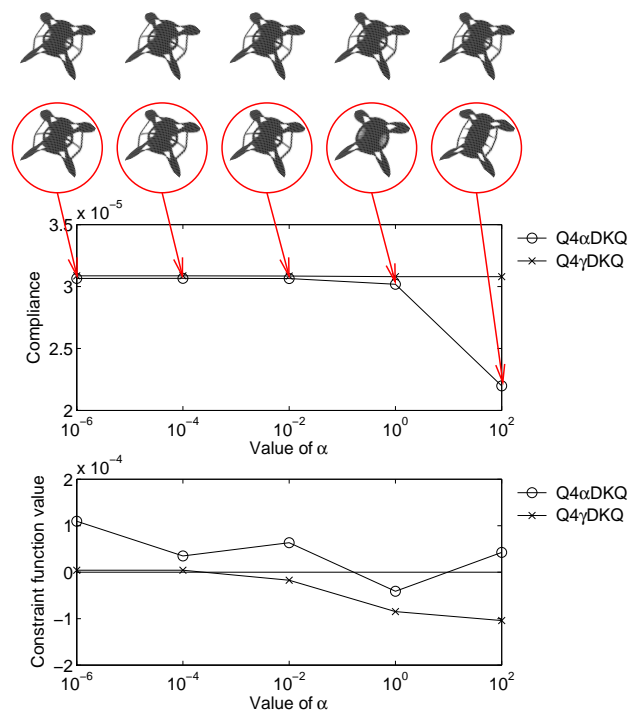 x 10⁻⁵
3.5
3
2.5
2
Compliance
10⁻⁶ 10⁻⁴ 10⁻² 10⁰ 10²
Value of α
Q4αDKQ
Q4γDKQ
x 10⁻⁴
2
1
0
−1
−2
Constraint function value
10⁻⁶ 10⁻⁴ 10⁻² 10⁰ 10²
Value of α
Q4αDKQ
Q4γDKQ